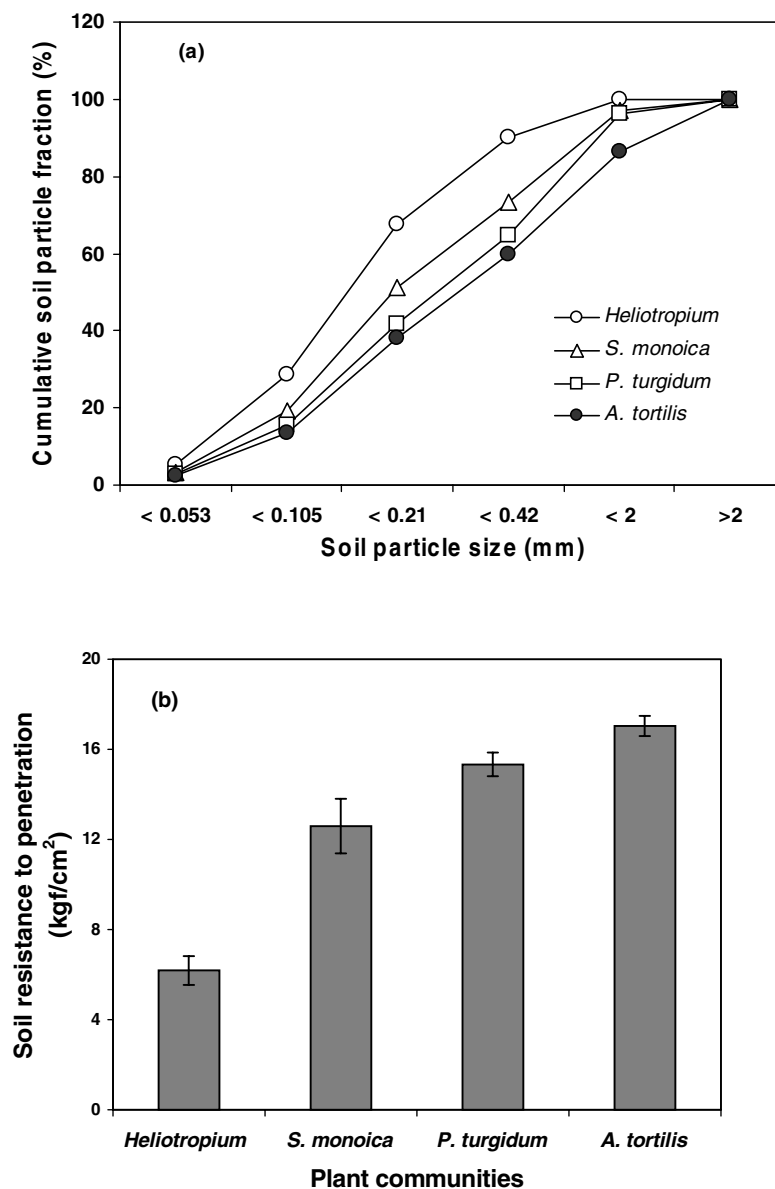 120
100
80
60
40
20
0
Cumulative soil particle fraction (%)
(a)
Heliotropium
S. monoica
P. turgidum
A. tortilis
< 0.053 < 0.105 < 0.21 < 0.42 < 2 >2
Soil particle size (mm)
20
16
12
8
4
0
Soil resistance to penetration
(kgf/cm²)
(b)
Heliotropium S. monoica P. turgidum A. tortilis
Plant communities